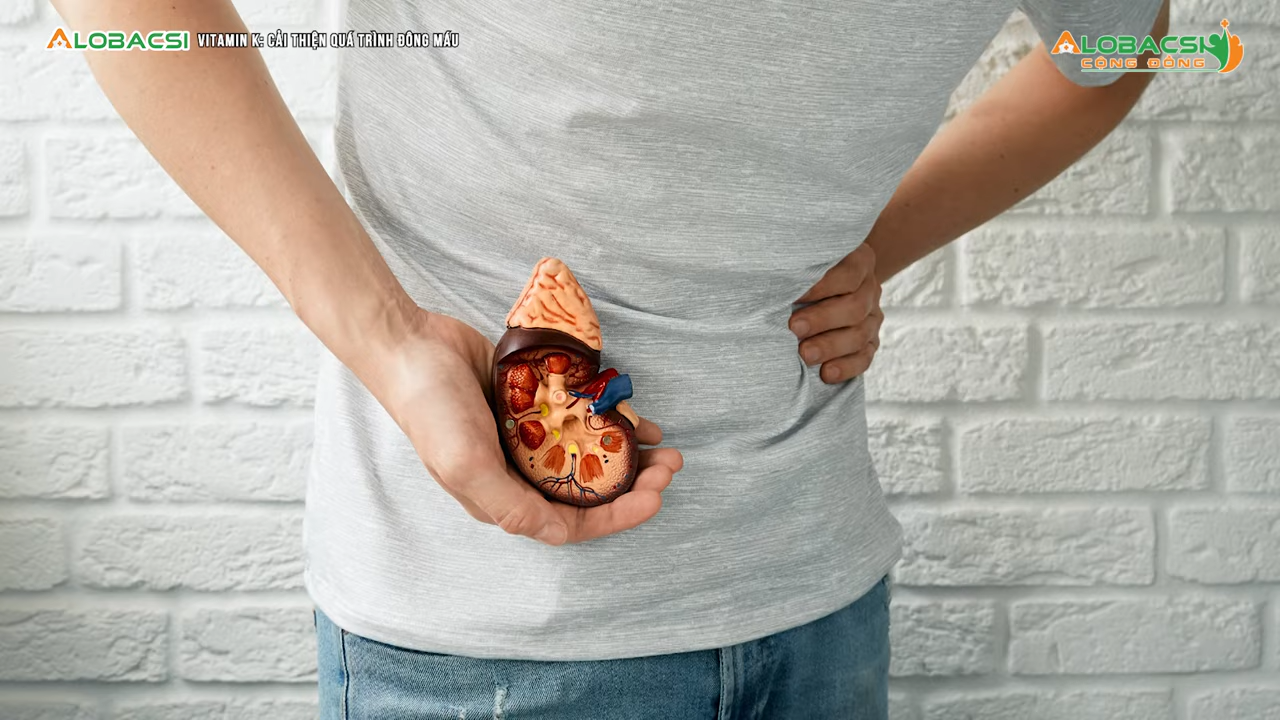 ALOBACSI VITAMIN K: CẢI THIỆN QUÁ TRÌNH ĐÔNG MÁU
ALOBACSI
CỘNG ĐỒNG